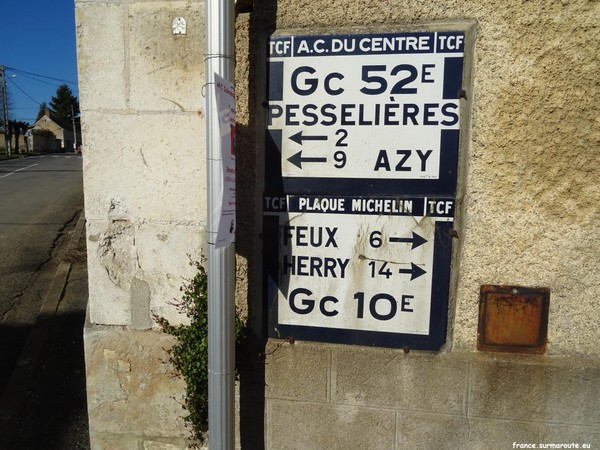 TCF A.C. DU CENTRE TCF
Gc 52E
PESSELIÈRES
← 2
← 9 AZY
TCF PLAQUE MICHELIN TCF
FEUX 6 →
HERRY 14 →
Gc 10E
france.surmaroute.eu